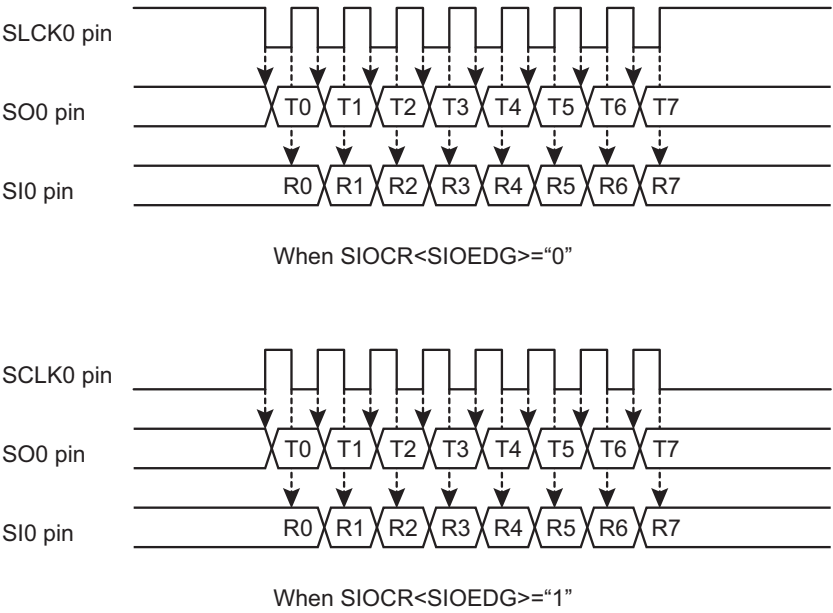 SLCK0 pin
SO0 pin
T0 T1 T2 T3 T4 T5 T6 T7
SI0 pin
R0 R1 R2 R3 R4 R5 R6 R7
When SIOCR<SIOEDG>=“0”
SCLK0 pin
SO0 pin
T0 T1 T2 T3 T4 T5 T6 T7
SI0 pin
R0 R1 R2 R3 R4 R5 R6 R7
When SIOCR<SIOEDG>=“1”